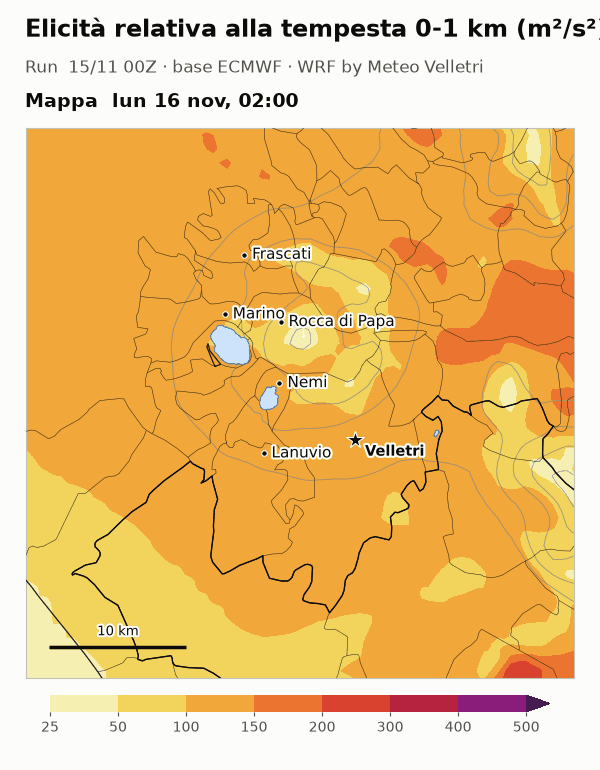 Elicità relativa alla tempesta 0-1 km (m²/s²)
Run  15/11 00Z · base ECMWF · WRF by Meteo Velletri
Mappa  lun 16 nov, 02:00
Frascati
Marino
Rocca di Papa
Nemi
Velletri
Lanuvio
10 km
25 50 100 150 200 300 400 500